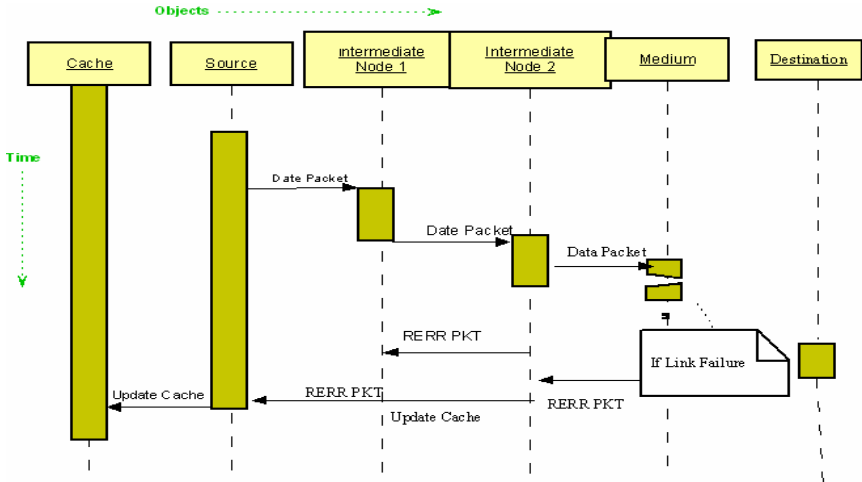 Objects
Cache
Source
Intermediate
Node 1
Intermediate
Node 2
Medium
Destination
Time
Date Packet
Date Packet
Data Packet
RERR PKT
If Link Failure
Update Cache
RERR PKT
RERR PKT
Update Cache